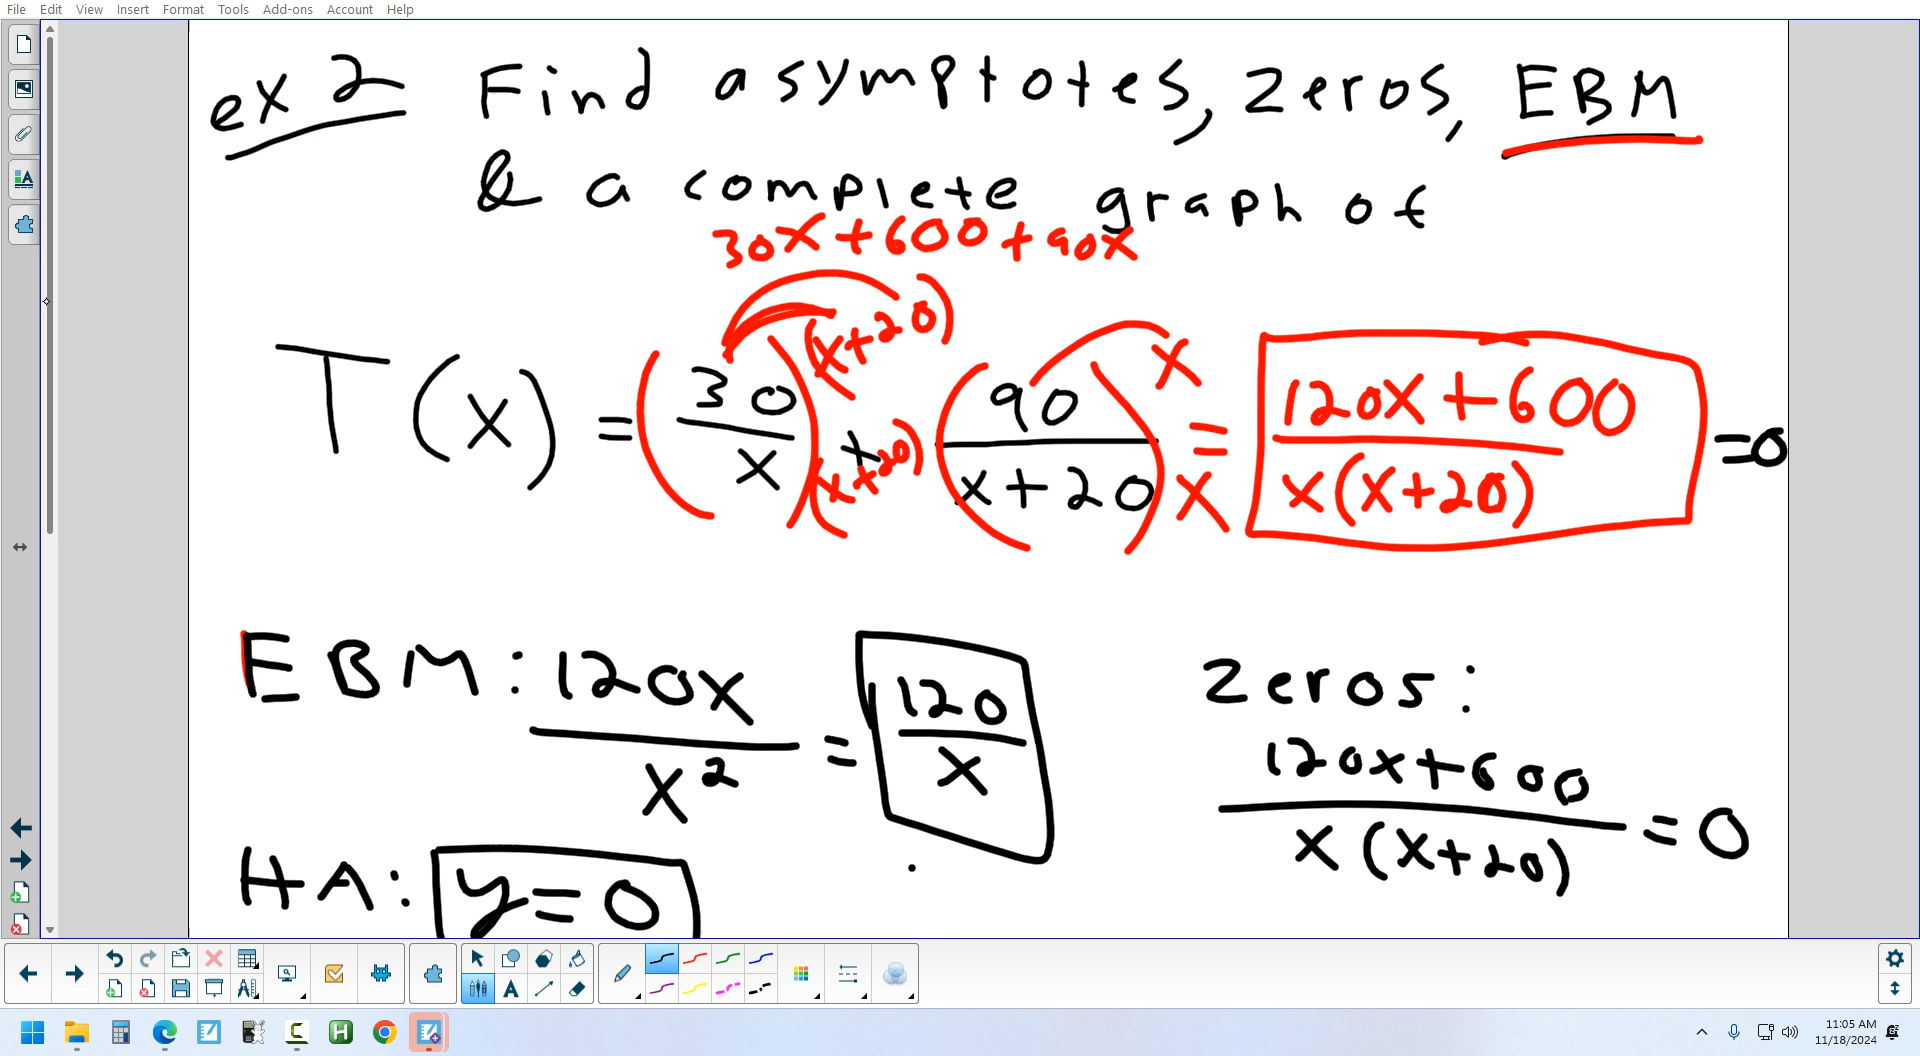 File Edit View Insert Format Tools Add-ons Account Help
ex 2 Find asymptotes, zeros, EBM
& a complete graph of
30x + 600 + 90x
T(x) = (30/x) (x+20)/(x+20) + (90/(x+20)) x/x = (120x + 600)/(x(x+20)) = 0
EBM: 120x/x² = 120/x
zeros:
(120x+600)/(x(x+20)) = 0
HA: y = 0
11:05 AM
11/18/2024